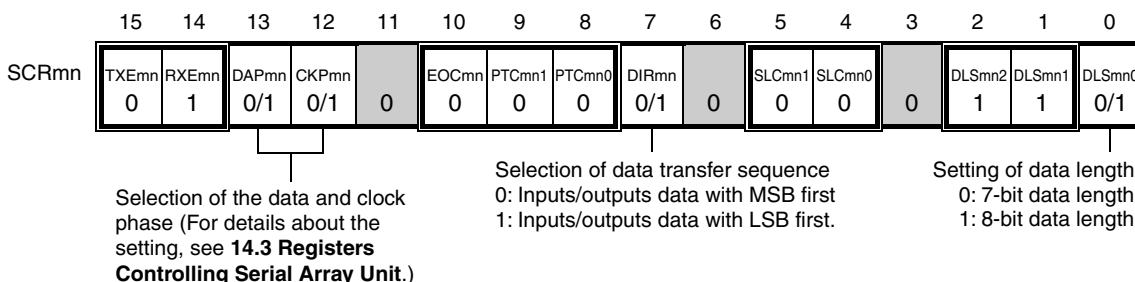 15 14 13 12 11 10 9 8 7 6 5 4 3 2 1 0
SCRmn TXEmn RXEmn DAPmn CKPmn EOCmn PTCmn1 PTCmn0 DIRmn SLCmn1 SLCmn0 DLSmn2 DLSmn1 DLSmn0
0 1 0/1 0/1 0 0 0 0 0/1 0 0 0 0 1 1 0/1
Selection of the data and clock
phase (For details about the
setting, see 14.3 Registers
Controlling Serial Array Unit.)
Selection of data transfer sequence
0: Inputs/outputs data with MSB first
1: Inputs/outputs data with LSB first.
Setting of data length
0: 7-bit data length
1: 8-bit data length